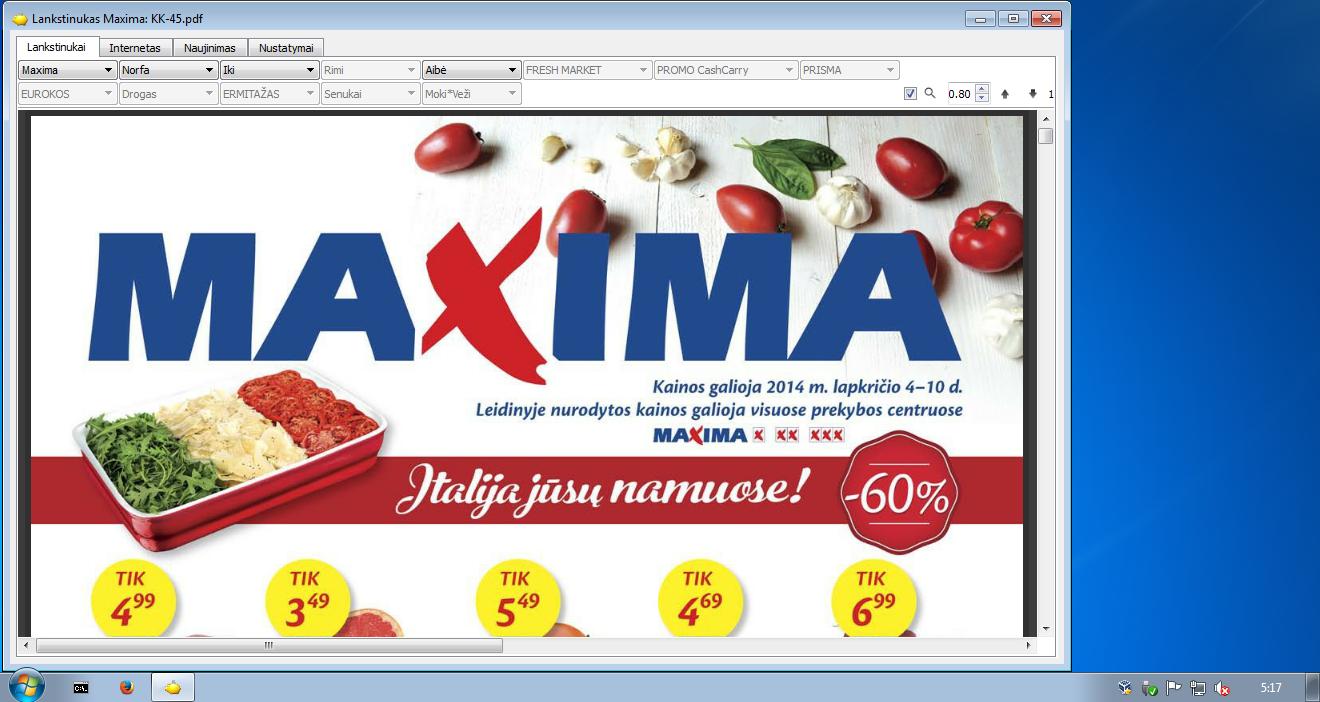 Lankstinukas Maxima: KK-45.pdf
Lankstinukai Internetas Naujinimas Nustatymai
Maxima Norfa Iki Rimi Aibė FRESH MARKET PROMO CashCarry PRISMA
EUROKOS Drogas ERMITAŽAS Senukai Moki*Veži 0.80 1
MAXIMA
Kainos galioja 2014 m. lapkričio 4–10 d.
Leidinyje nurodytos kainos galioja visuose prekybos centruose
MAXIMA X XX XXX
Italija jūsų namuose!
-60%
TIK 4 99
TIK 3 49
TIK 5 49
TIK 4 69
TIK 6 99
C:\
5:17